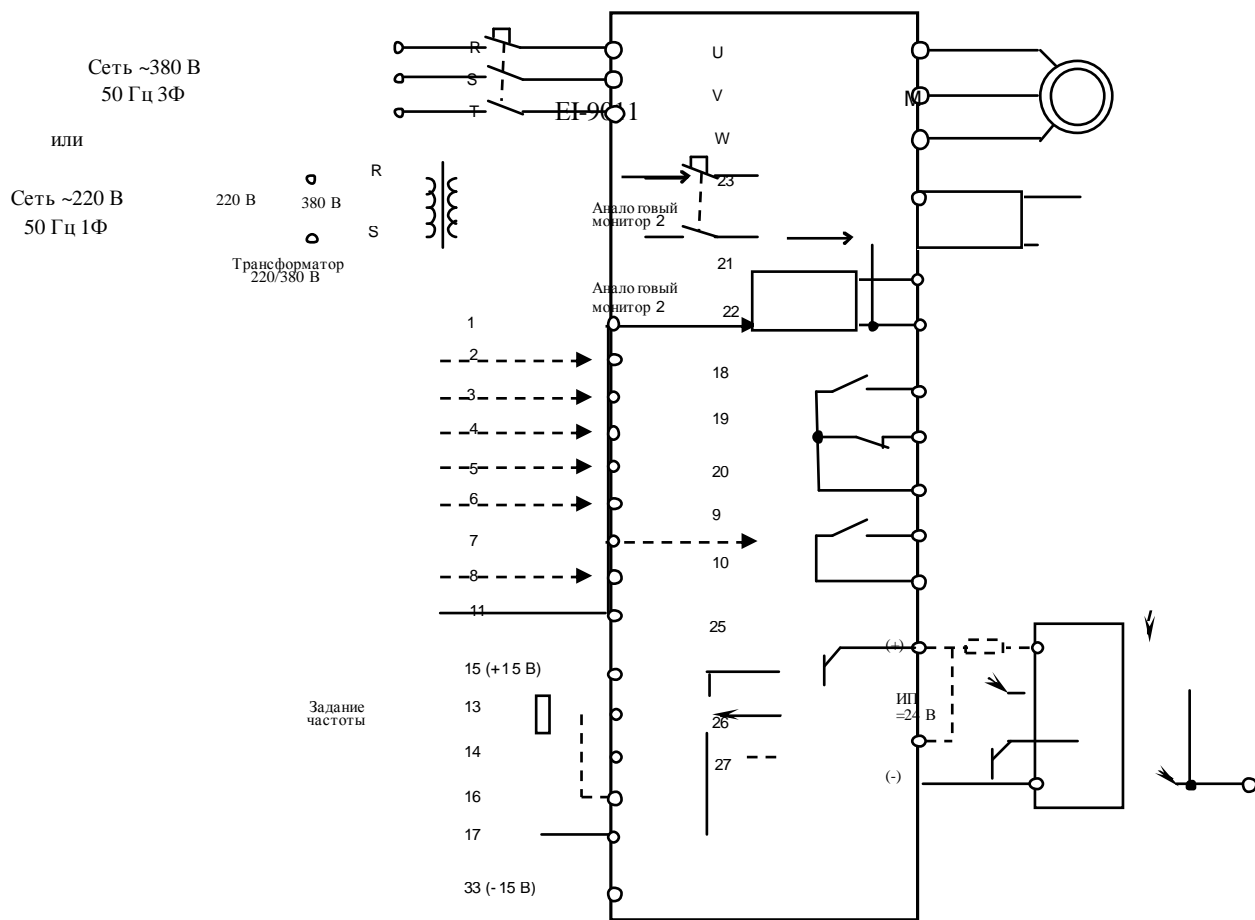 R
U
Сеть ~380 В
S
50 Гц 3Ф
V
M
T
EI-9011
или
W
R
23
Сеть ~220 В
220 В
380 В
50 Гц 1Ф
S
Аналоговый
монитор 2
Трансформатор
220/380 В
21
Аналоговый
монитор 2
22
1
2
18
3
19
4
5
20
6
9
7
10
8
11
25
(+)
15 (+15 В)
ИП
=24 В
Задание
частоты
13
26
14
27
(-)
16
17
33 (-15 В)